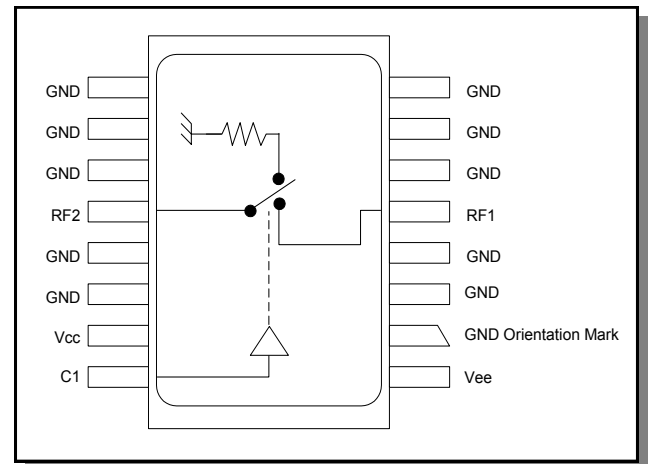 GND
GND
GND
RF2
GND
GND
Vcc
C1
GND
GND
GND
RF1
GND
GND
GND Orientation Mark
Vee